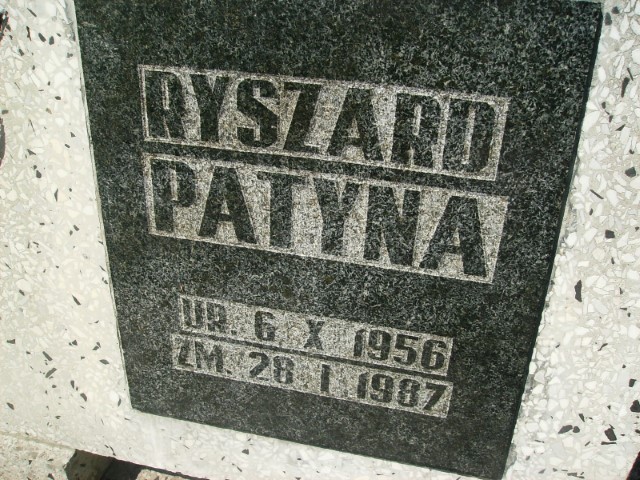 RYSZARD
PATYNA
UR. 6 X 1956
ZM. 28 I 1987